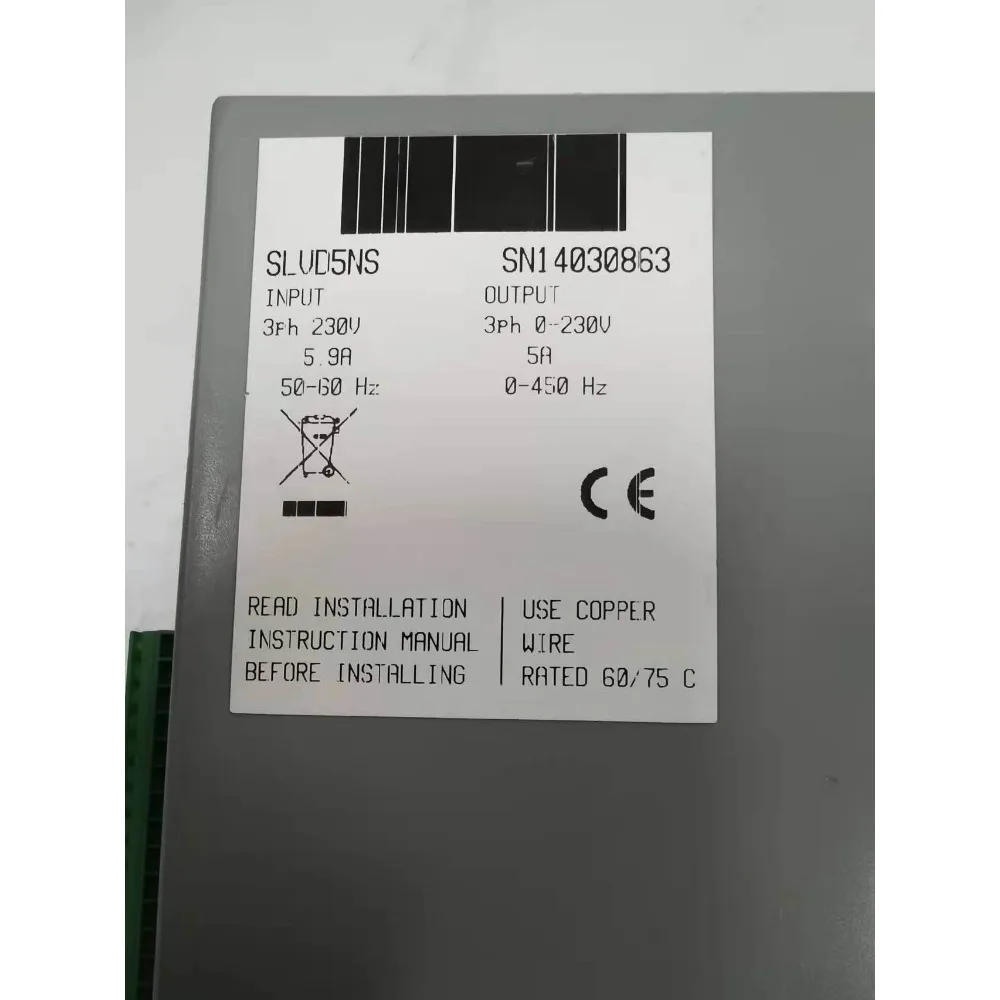 SLVD5NS SN14030863
INPUT OUTPUT
3Ph 230V 3Ph 0-230V
5.9A 5A
50-60 Hz 0-450 Hz
CE
READ INSTALLATION | USE COPPER
INSTRUCTION MANUAL | WIRE
BEFORE INSTALLING | RATED 60/75 C